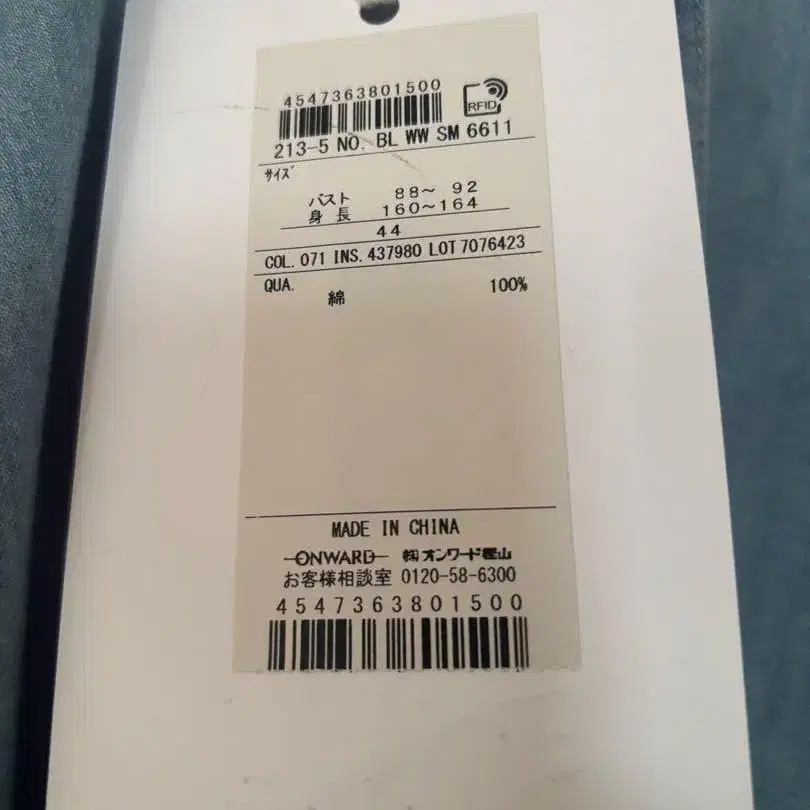 4547363801500
RFID
213-5 NO. BL WW SM 6611
ｻｲｽﾞ
バスト 88～ 92
身 長 160～164
44
COL. 071 INS. 437980 LOT 7076423
QUA.
綿 100%
MADE IN CHINA
ONWARD ㈱オンワード樫山
お客様相談室 0120-58-6300
4547363801500